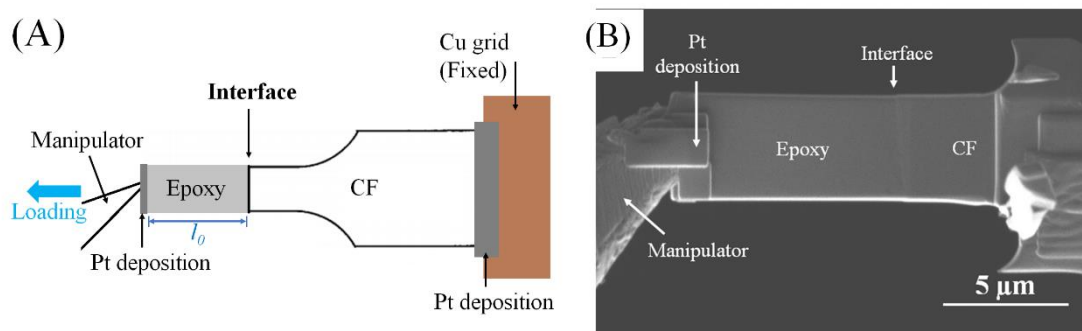 (A)
Cu grid
(Fixed)
Interface
Manipulator
Epoxy
CF
Loading
l₀
Pt deposition
Pt deposition
(B)
Pt
deposition
Interface
Epoxy
CF
Manipulator
5 μm